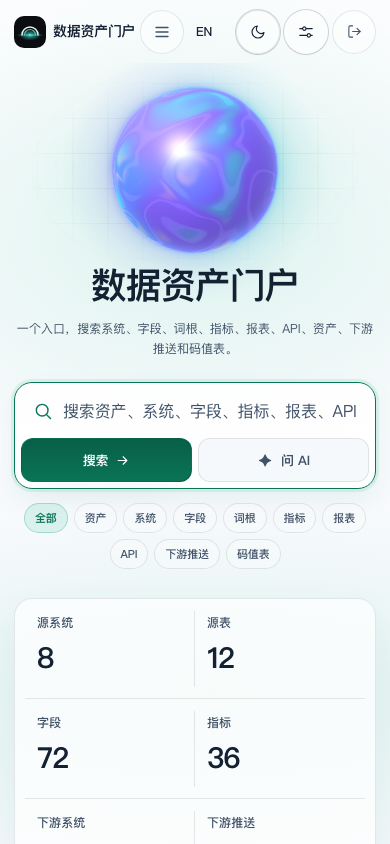 数据资产门户
EN
数据资产门户
一个入口，搜索系统、字段、词根、指标、报表、API、资产、下游
推送和码值表。
搜索资产、系统、字段、指标、报表、API
搜索 →
问 AI
全部 资产 系统 字段 词根 指标 报表
API 下游推送 码值表
源系统 源表
8 12
字段 指标
72 36
下游系统 下游推送